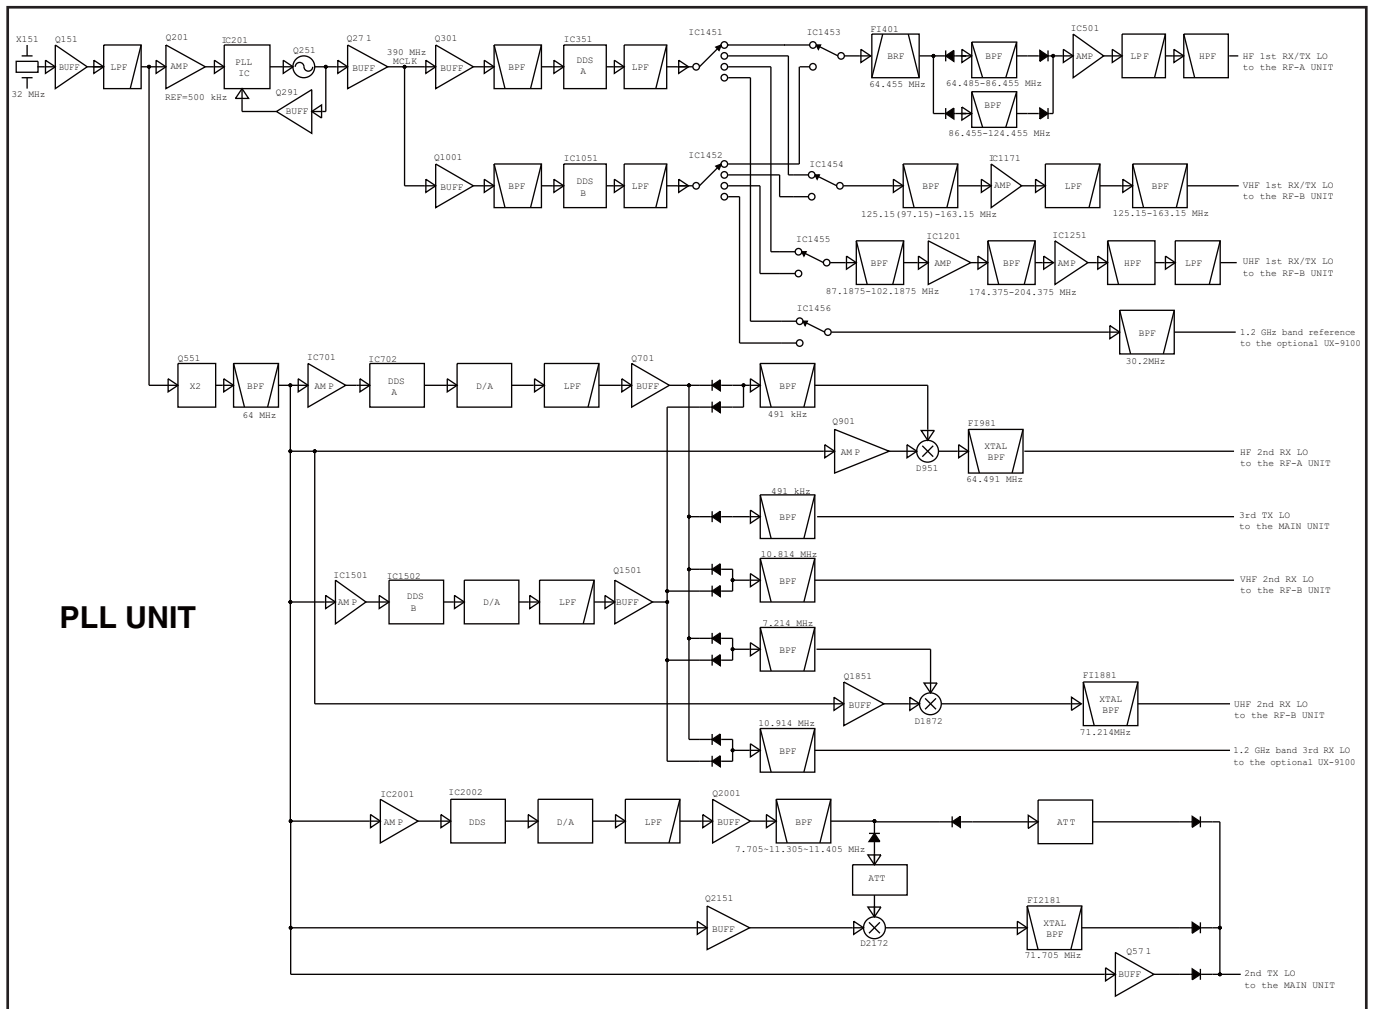 X151
32 MHz
Q151
BUFF
LPF
Q201
AMP
REF=500 kHz
IC201
PLL
IC
Q251
Q291
BUFF
Q271
BUFF
390 MHz
MCLK
Q301
BUFF
BPF
IC351
DDS
A
LPF
IC1451
IC1453
FI401
BRF
64.455 MHz
BPF
64.485-86.455 MHz
BPF
86.455-124.455 MHz
IC501
AMP
LPF
HPF
HF 1st RX/TX LO
to the RF-A UNIT
Q1001
BUFF
BPF
IC1051
DDS
B
LPF
IC1452
IC1454
BPF
125.15(97.15)-163.15 MHz
IC1171
AMP
LPF
BPF
125.15-163.15 MHz
VHF 1st RX/TX LO
to the RF-B UNIT
IC1455
BPF
87.1875-102.1875 MHz
IC1201
AMP
BPF
174.375-204.375 MHz
IC1251
AMP
HPF
LPF
UHF 1st RX/TX LO
to the RF-B UNIT
IC1456
BPF
30.2MHz
1.2 GHz band reference
to the optional UX-9100
Q551
X2
BPF
64 MHz
IC701
AMP
IC702
DDS
A
D/A
LPF
Q701
BUFF
BPF
491 kHz
Q901
AMP
D951
FI981
XTAL
BPF
64.491 MHz
HF 2nd RX LO
to the RF-A UNIT
491 kHz
BPF
3rd TX LO
to the MAIN UNIT
10.814 MHz
BPF
VHF 2nd RX LO
to the RF-B UNIT
IC1501
AMP
IC1502
DDS
B
D/A
LPF
Q1501
BUFF
PLL UNIT
7.214 MHz
BPF
Q1851
BUFF
D1872
FI1881
XTAL
BPF
71.214MHz
UHF 2nd RX LO
to the RF-B UNIT
10.914 MHz
BPF
1.2 GHz band 3rd RX LO
to the optional UX-9100
IC2001
AMP
IC2002
DDS
D/A
LPF
Q2001
BUFF
BPF
7.705~11.305~11.405 MHz
ATT
ATT
Q2151
BUFF
D2172
FI2181
XTAL
BPF
71.705 MHz
Q571
BUFF
2nd TX LO
to the MAIN UNIT